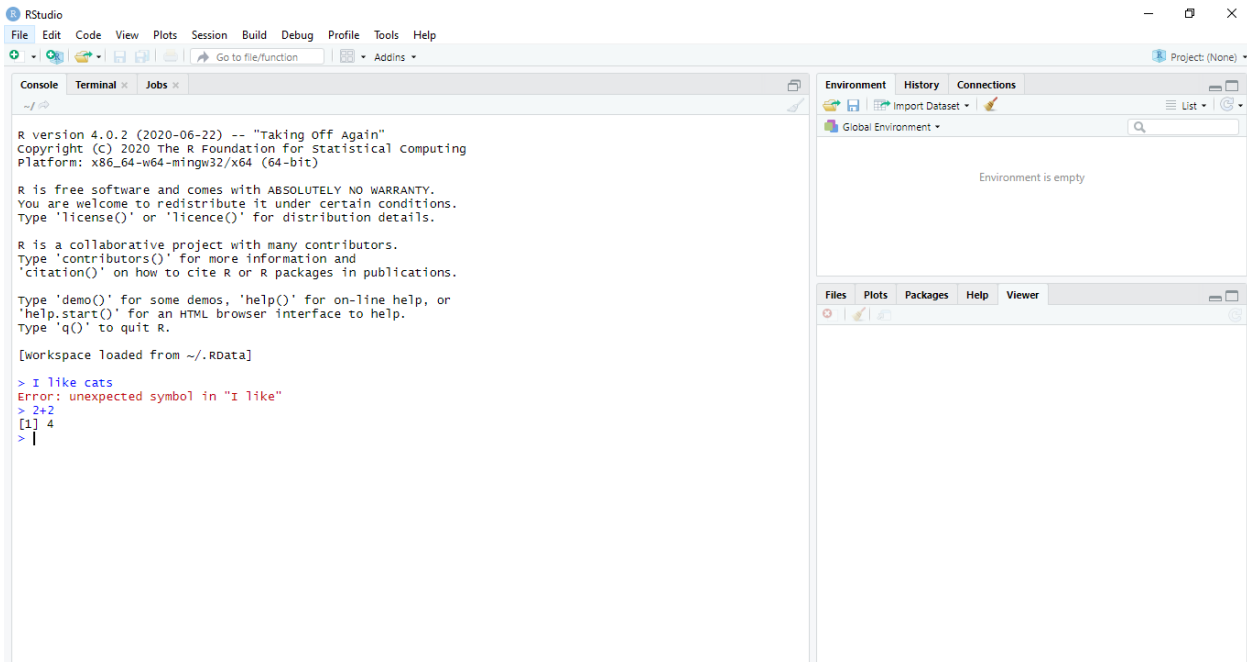 RStudio
File Edit Code View Plots Session Build Debug Profile Tools Help
Go to file/function Addins Project: (None)
Console Terminal Jobs
~/
R version 4.0.2 (2020-06-22) -- "Taking Off Again"
Copyright (C) 2020 The R Foundation for Statistical Computing
Platform: x86_64-w64-mingw32/x64 (64-bit)
R is free software and comes with ABSOLUTELY NO WARRANTY.
You are welcome to redistribute it under certain conditions.
Type 'license()' or 'licence()' for distribution details.
R is a collaborative project with many contributors.
Type 'contributors()' for more information and
'citation()' on how to cite R or R packages in publications.
Type 'demo()' for some demos, 'help()' for on-line help, or
'help.start()' for an HTML browser interface to help.
Type 'q()' to quit R.
[Workspace loaded from ~/.RData]
> I like cats
Error: unexpected symbol in "I like"
> 2+2
[1] 4
>
Environment History Connections
Import Dataset List
Global Environment
Environment is empty
Files Plots Packages Help Viewer